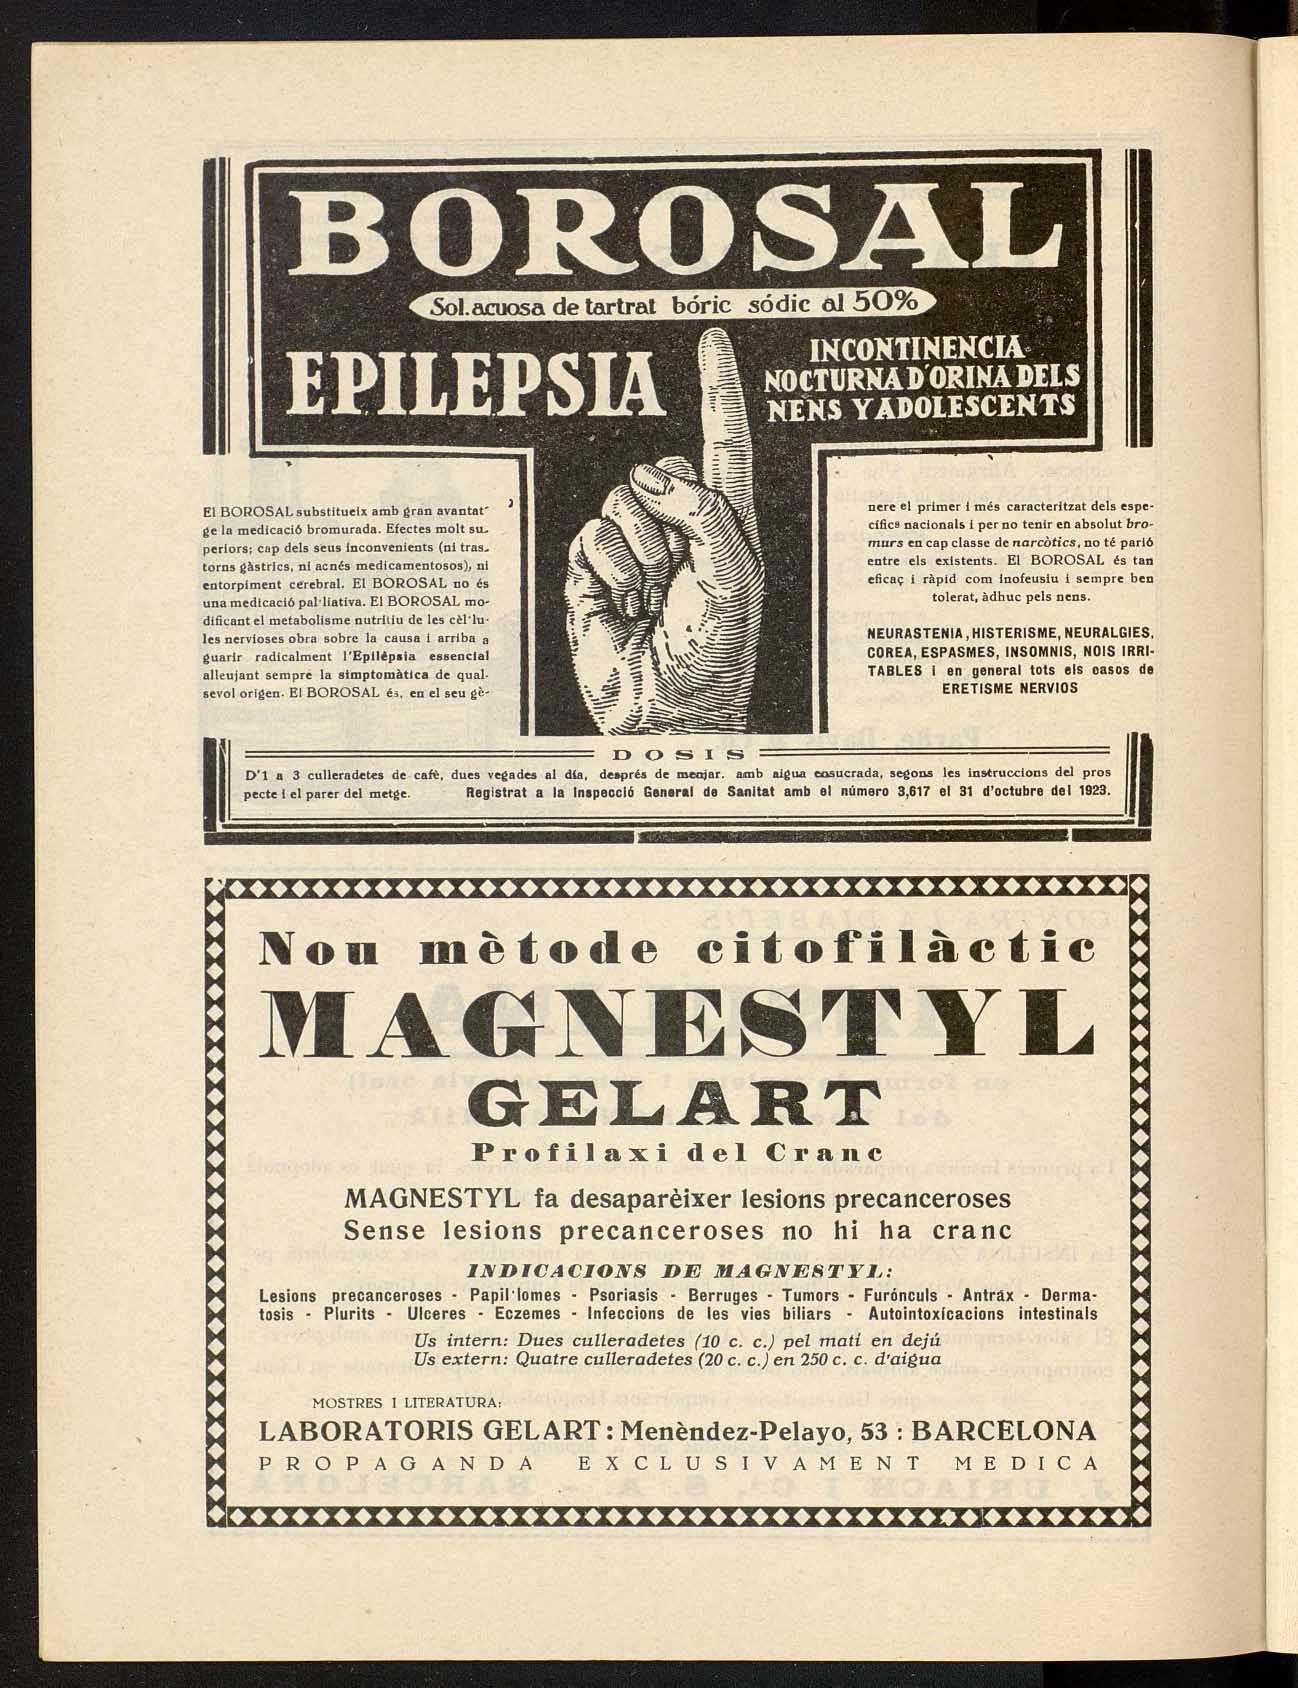 BOROSAL
Sol. acuosa de tartrat bóric sódic al 50%
EPILEPSIA
INCONTINENCIA
NOCTURNA D'ORINA DELS
NENS Y ADOLESCENTS
El BOROSAL substitueix amb gran avantat-
ge la medicació bromurada. Efectes molt su-
periors; cap dels seus inconvenients (ni tras-
torns gàstrics, ni acnés medicamentosos), ni
entorpiment cerebral. El BOROSAL no és
una medicació pal·liativa. El BOROSAL mo-
dificant el metabolisme nutritiu de les cèl·lu-
les nervioses obra sobre la causa i arriba a
guarir radicalment l'Epilèpsia essencial
alleujant sempre la simptomàtica de qual-
sevol origen. El BOROSAL és, en el seu gè-
nere el primer i més caracteritzat dels espe-
cífics nacionals i per no tenir en absolut bro-
murs en cap classe de narcòtics, no té parió
entre els existents. El BOROSAL és tan
eficaç i ràpid com inofeusiu i sempre ben
tolerat, àdhuc pels nens.
NEURASTENIA, HISTERISME, NEURALGIES,
COREA, ESPASMES, INSOMNIS, NOIS IRRI-
TABLES i en general tots els casos de
ERETISME NERVIOS
DOSIS
D'1 a 3 culleradetes de cafè, dues vegades al día, després de menjar. amb aigua ensucrada, segons les instruccions del pros
pecte i el parer del metge. Registrat a la Inspecció General de Sanitat amb el número 3,617 el 31 d'octubre del 1923.
Nou mètode citofilàctic
MAGNESTYL
GELART
Profilaxi del Cranc
MAGNESTYL fa desaparèixer lesions precanceroses
Sense lesions precanceroses no hi ha cranc
INDICACIONS DE MAGNESTYL:
Lesions precanceroses - Papil·lomes - Psoriasis - Berruges - Tumors - Furónculs - Antràx - Derma-
tosis - Plurits - Ulceres - Eczemes - Infeccions de les vies biliars - Autointoxícacions intestinals
Us intern: Dues culleradetes (10 c. c.) pel matí en dejú
Us extern: Quatre culleradetes (20 c. c.) en 250 c. c. d'aigua
MOSTRES I LITERATURA:
LABORATORIS GELART: Menèndez-Pelayo, 53 : BARCELONA
PROPAGANDA EXCLUSIVAMENT MEDICA